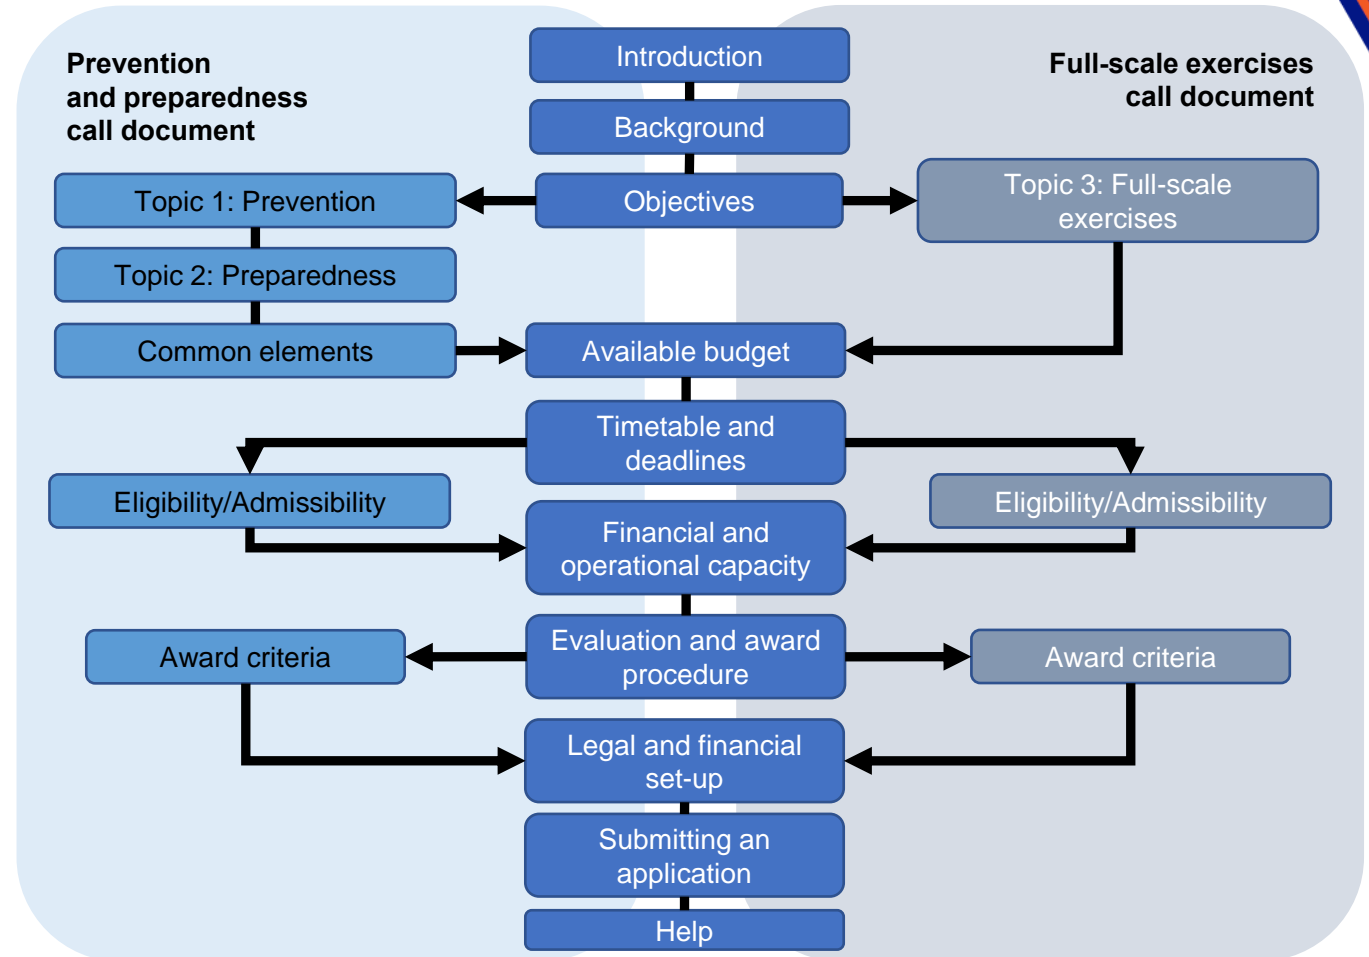 Prevention
and preparedness
call document
Full-scale exercises
call document
Introduction
Background
Objectives
Topic 1: Prevention
Topic 3: Full-scale
exercises
Topic 2: Preparedness
Common elements
Available budget
Timetable and
deadlines
Eligibility/Admissibility
Eligibility/Admissibility
Financial and
operational capacity
Evaluation and award
procedure
Award criteria
Award criteria
Legal and financial
set-up
Submitting an
application
Help